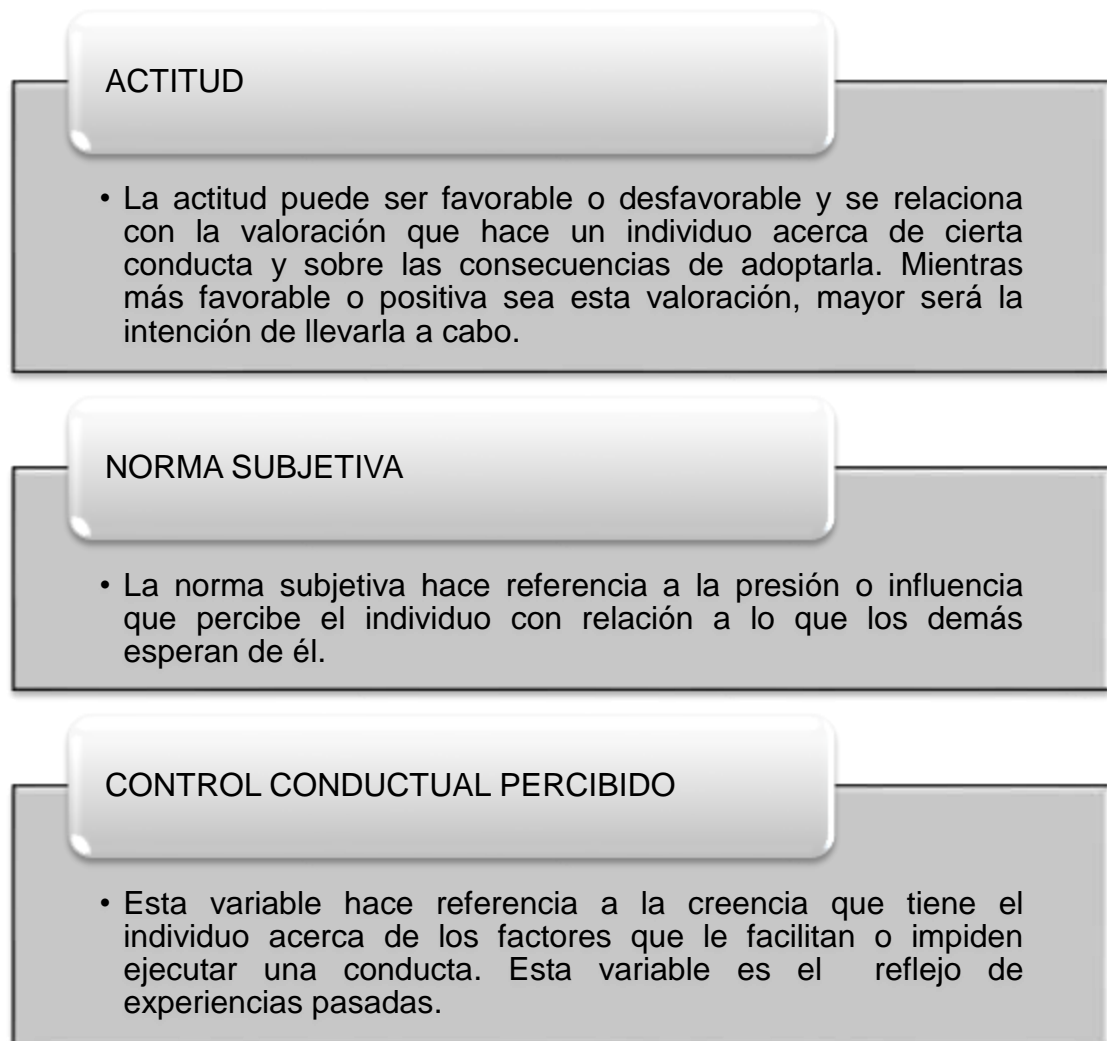 ACTITUD
• La actitud puede ser favorable o desfavorable y se relaciona
con la valoración que hace un individuo acerca de cierta
conducta y sobre las consecuencias de adoptarla. Mientras
más favorable o positiva sea esta valoración, mayor será la
intención de llevarla a cabo.
NORMA SUBJETIVA
• La norma subjetiva hace referencia a la presión o influencia
que percibe el individuo con relación a lo que los demás
esperan de él.
CONTROL CONDUCTUAL PERCIBIDO
• Esta variable hace referencia a la creencia que tiene el
individuo acerca de los factores que le facilitan o impiden
ejecutar una conducta. Esta variable es el reflejo de
experiencias pasadas.